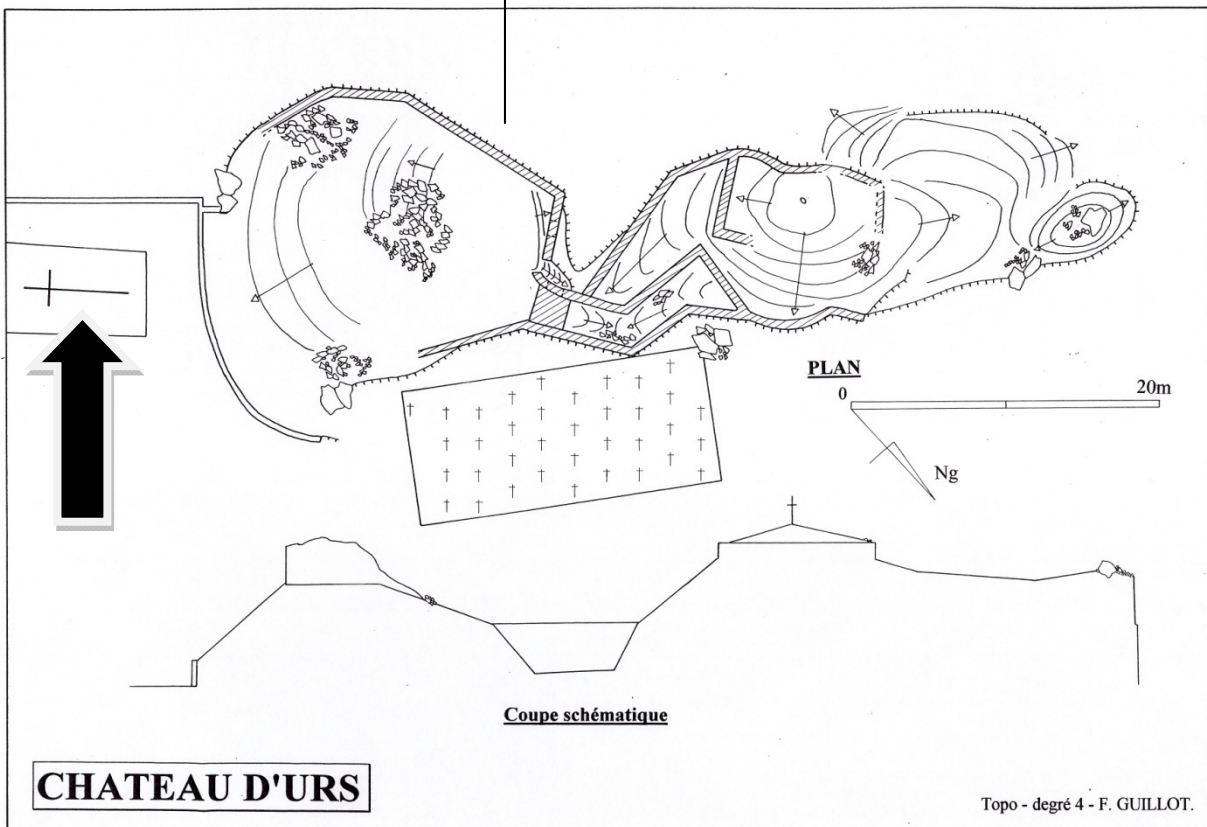 PLAN
0 20m
Ng
Coupe schématique
CHATEAU D'URS
Topo - degré 4 - F. GUILLOT.